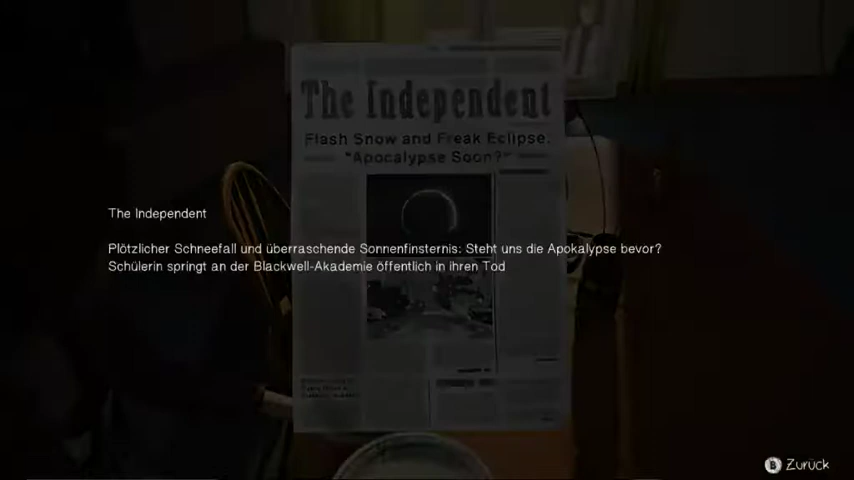 The Independent
Flash Snow and Freak Eclipse.
"Apocalypse Soon?"
The Independent
Plötzlicher Schneefall und überraschende Sonnenfinsternis: Steht uns die Apokalypse bevor?
Schülerin springt an der Blackwell-Akademie öffentlich in ihren Tod
B Zurück